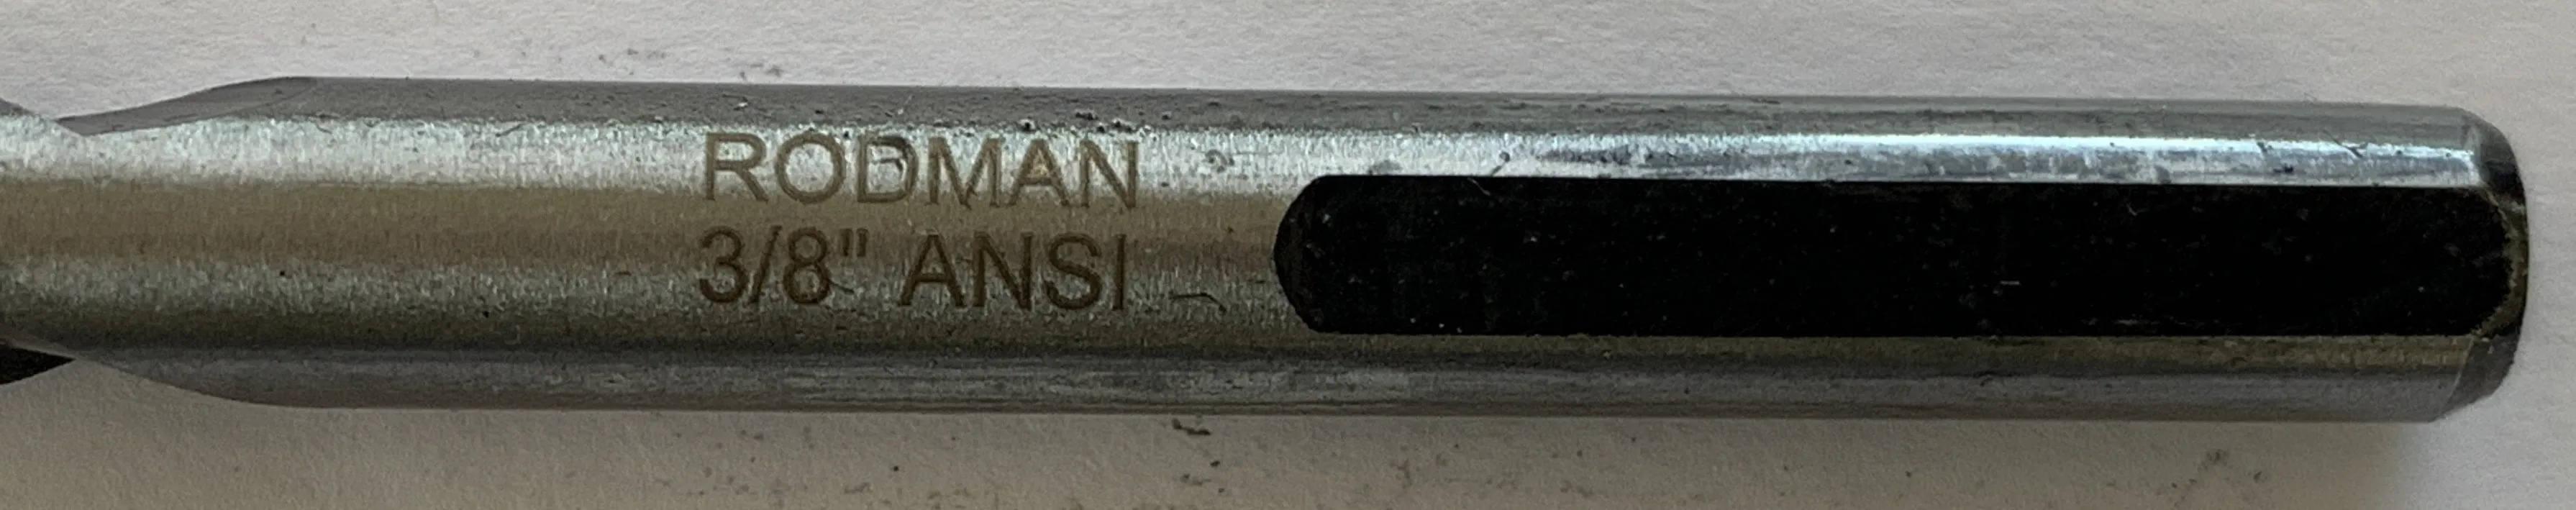 RODMAN
3/8" ANSI